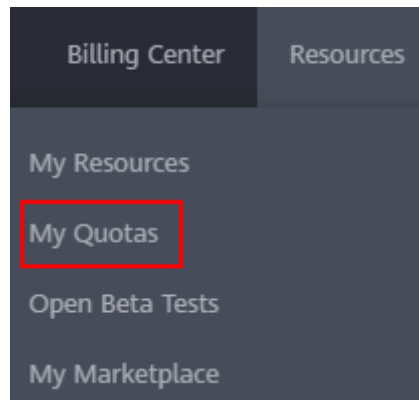 Billing Center Resources
My Resources
My Quotas
Open Beta Tests
My Marketplace